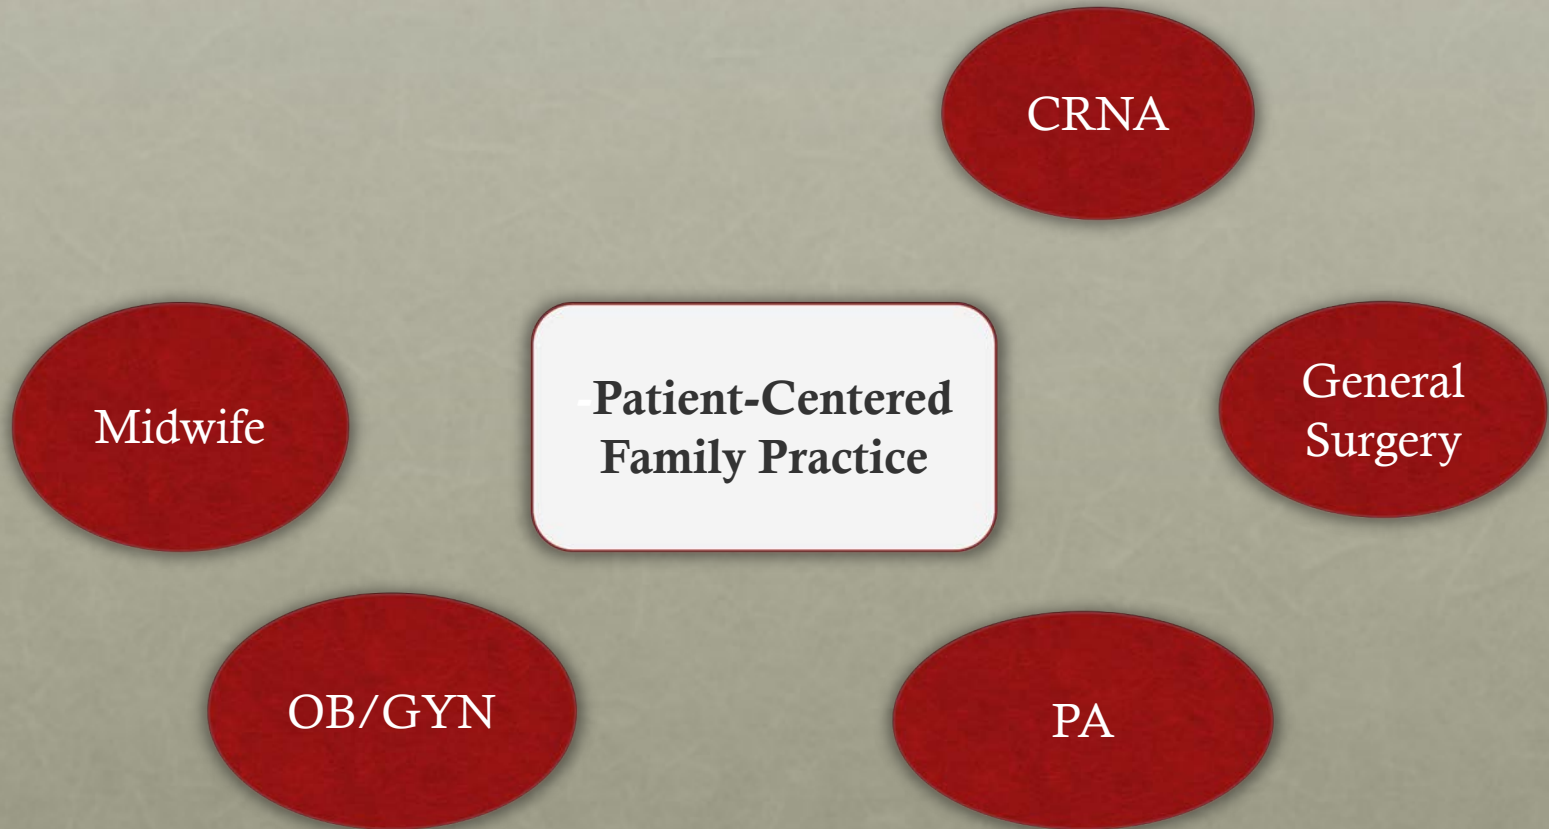 CRNA
Midwife
-Patient-Centered
Family Practice
General
Surgery
OB/GYN
PA